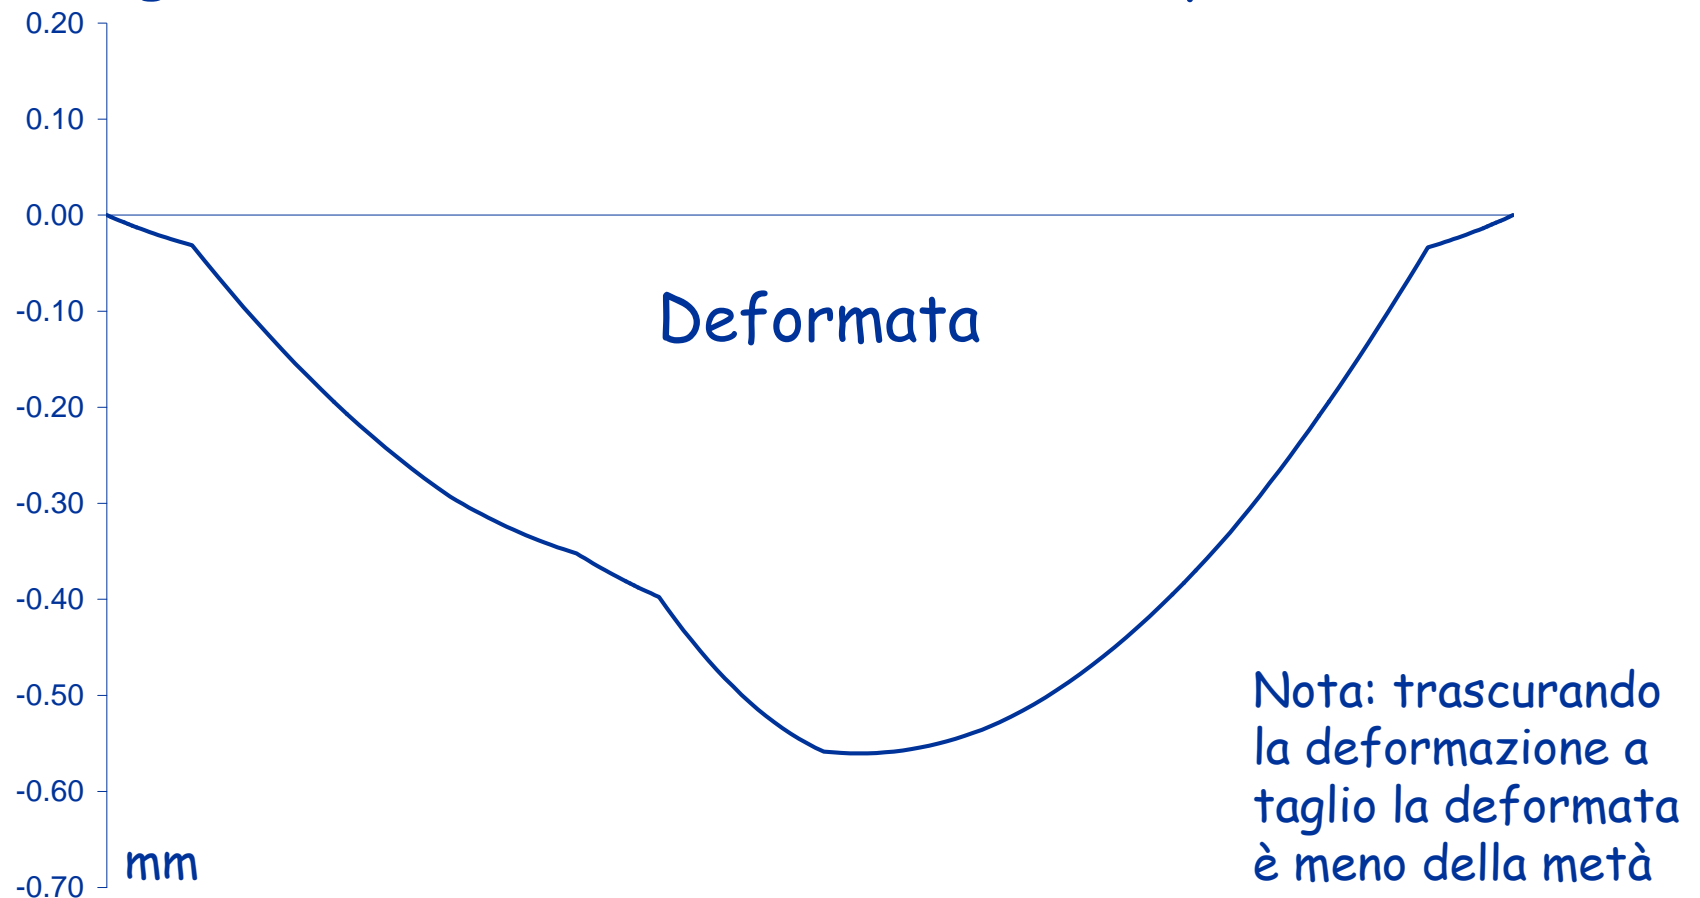 0.20
0.10
0.00
-0.10
Deformata
-0.20
-0.30
-0.40
-0.50
Nota: trascurando
la deformazione a
-0.60
taglio la deformata
mm
è meno della metà
-0.70